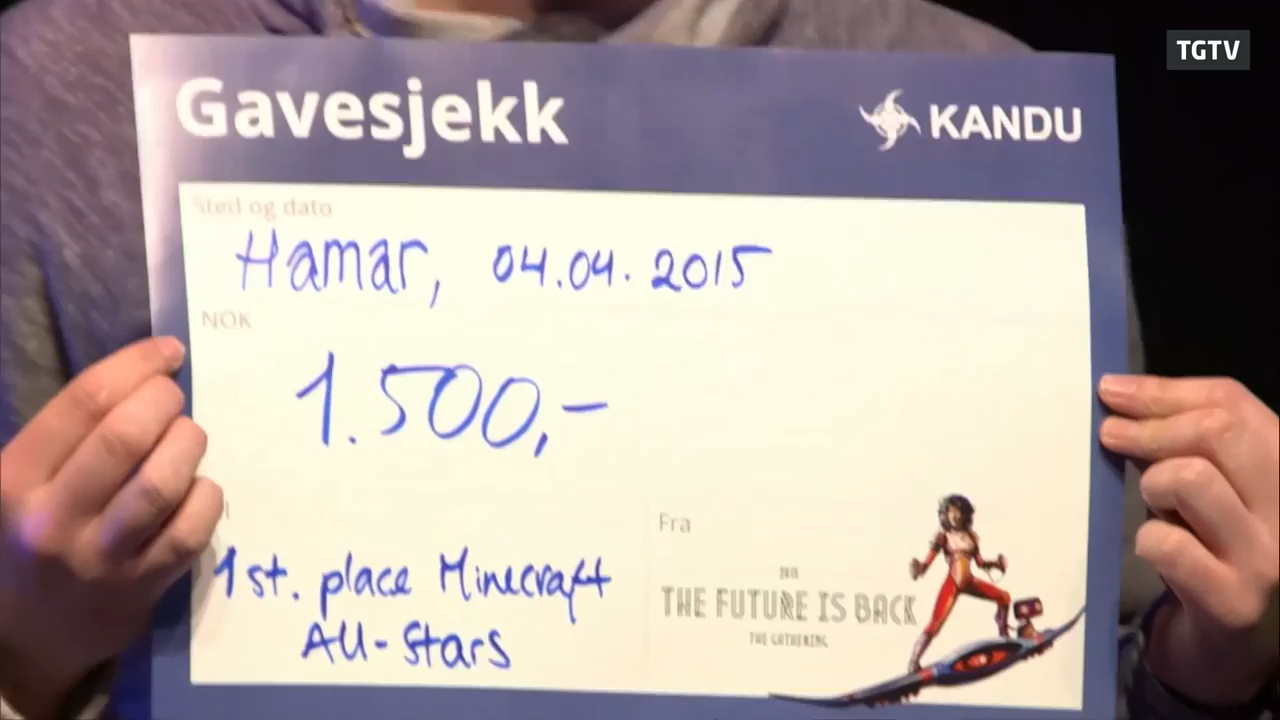 TGTV
Gavesjekk
KANDU
Sted og dato
Hamar, 04.04.2015
NOK
1.500,-
1st. place Minecraft
All-Stars
Fra
2015
THE FUTURE IS BACK
THE GATHERING